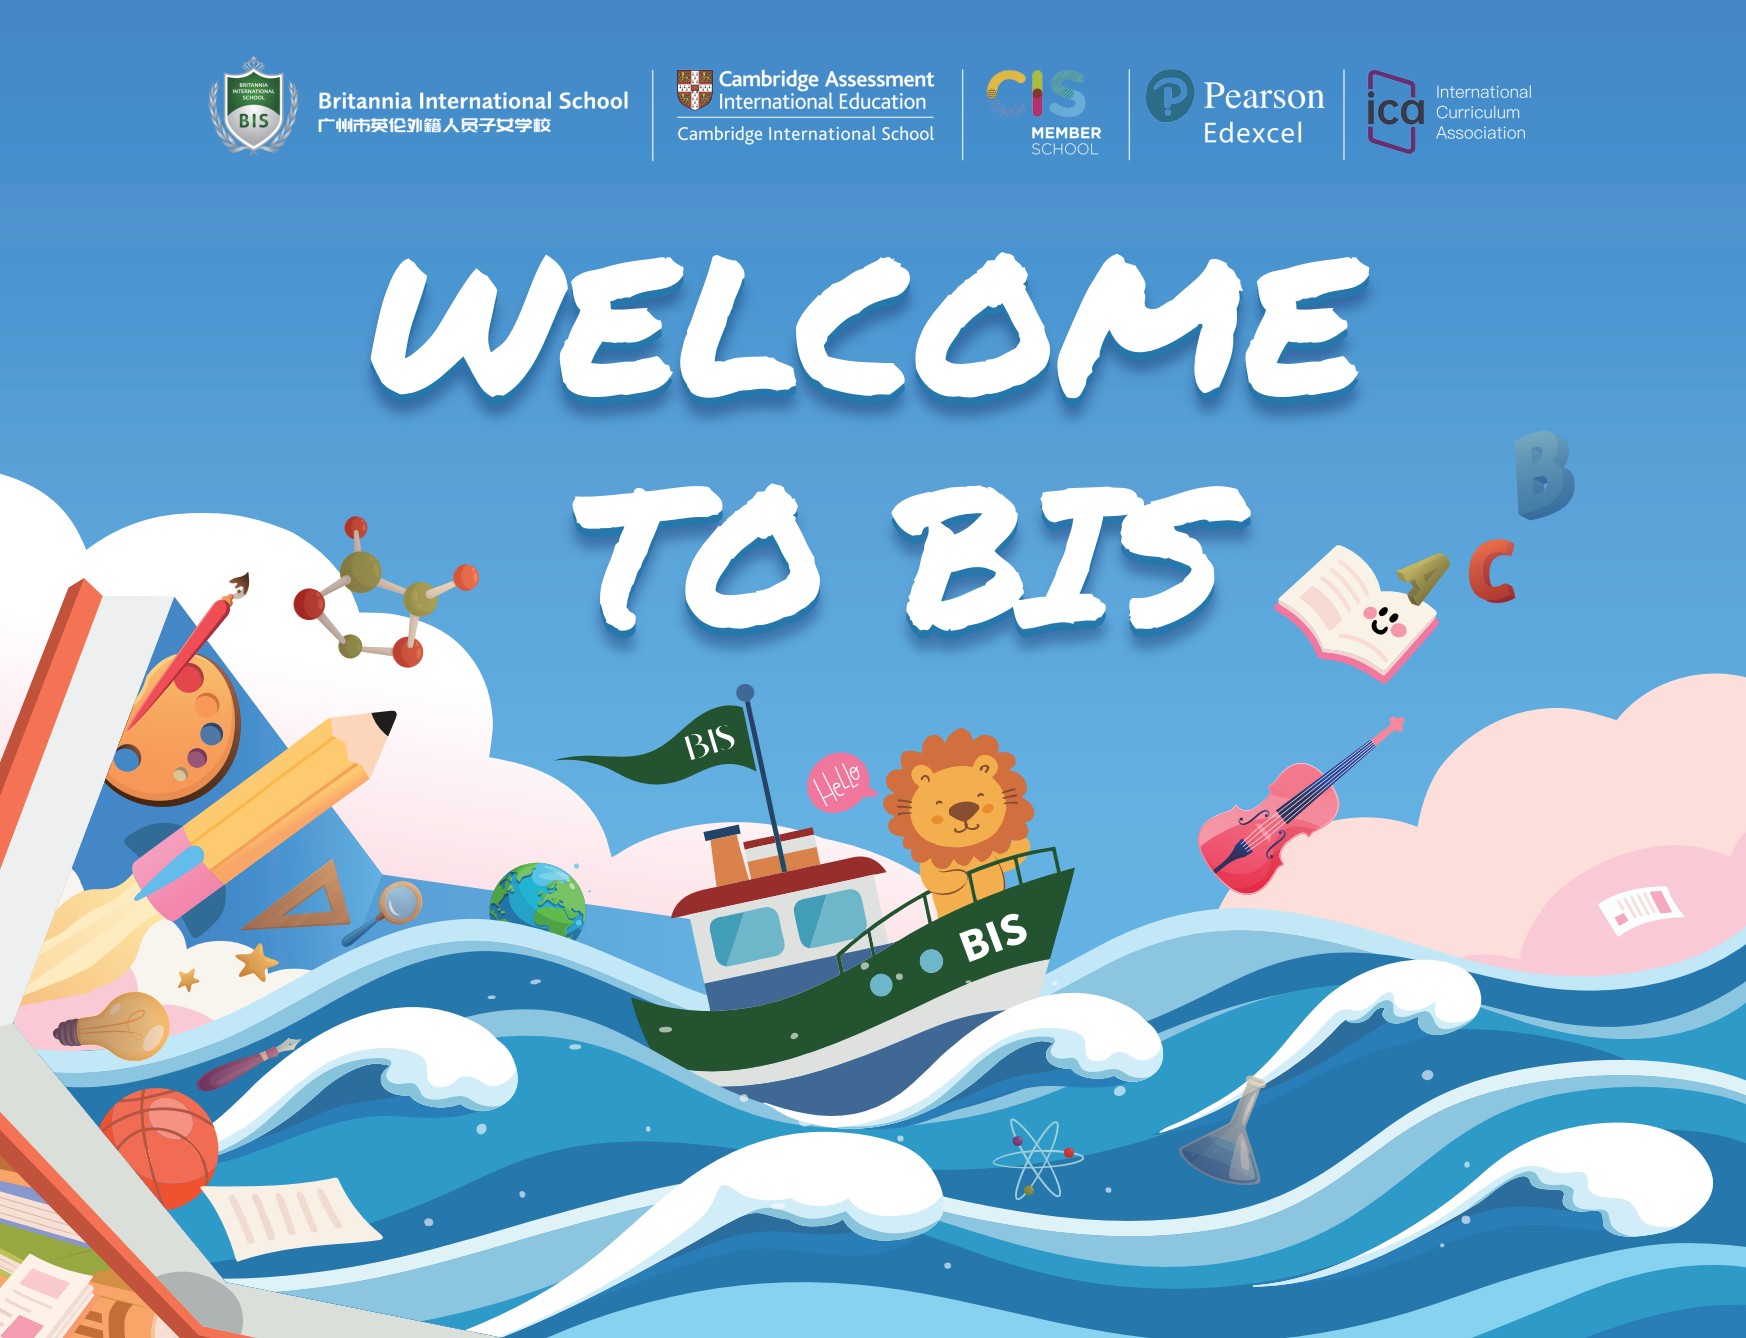 BRITANNIA
INTERNATIONAL
SCHOOL
BIS
Britannia International School
广州市英伦外籍人员子女学校
Cambridge Assessment
International Education
Cambridge International School
CIS
MEMBER
SCHOOL
Pearson
Edexcel
ica
International
Curriculum
Association
WELCOME
TO BIS
B
A C
BIS
HeLLo
BIS